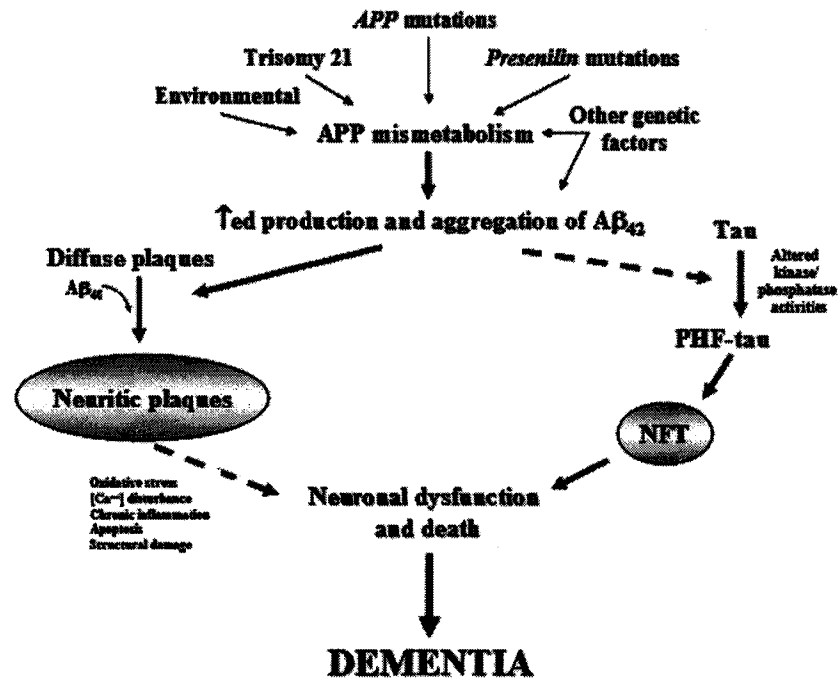 APP mutations
Trisomy 21
Presenilin mutations
Environmental
Other genetic
factors
APP mismetabolism
↑ed production and aggregation of Aβ42
Tau
Diffuse plaques
Altered
kinase/
phosphatase
activities
PHF-tau
Neuritic plaques
NFT
Oxidative stress
disturbance
Chronic inflammation
Apoptosis
Structural damage
Neuronal dysfunction
and death
DEMENTIA